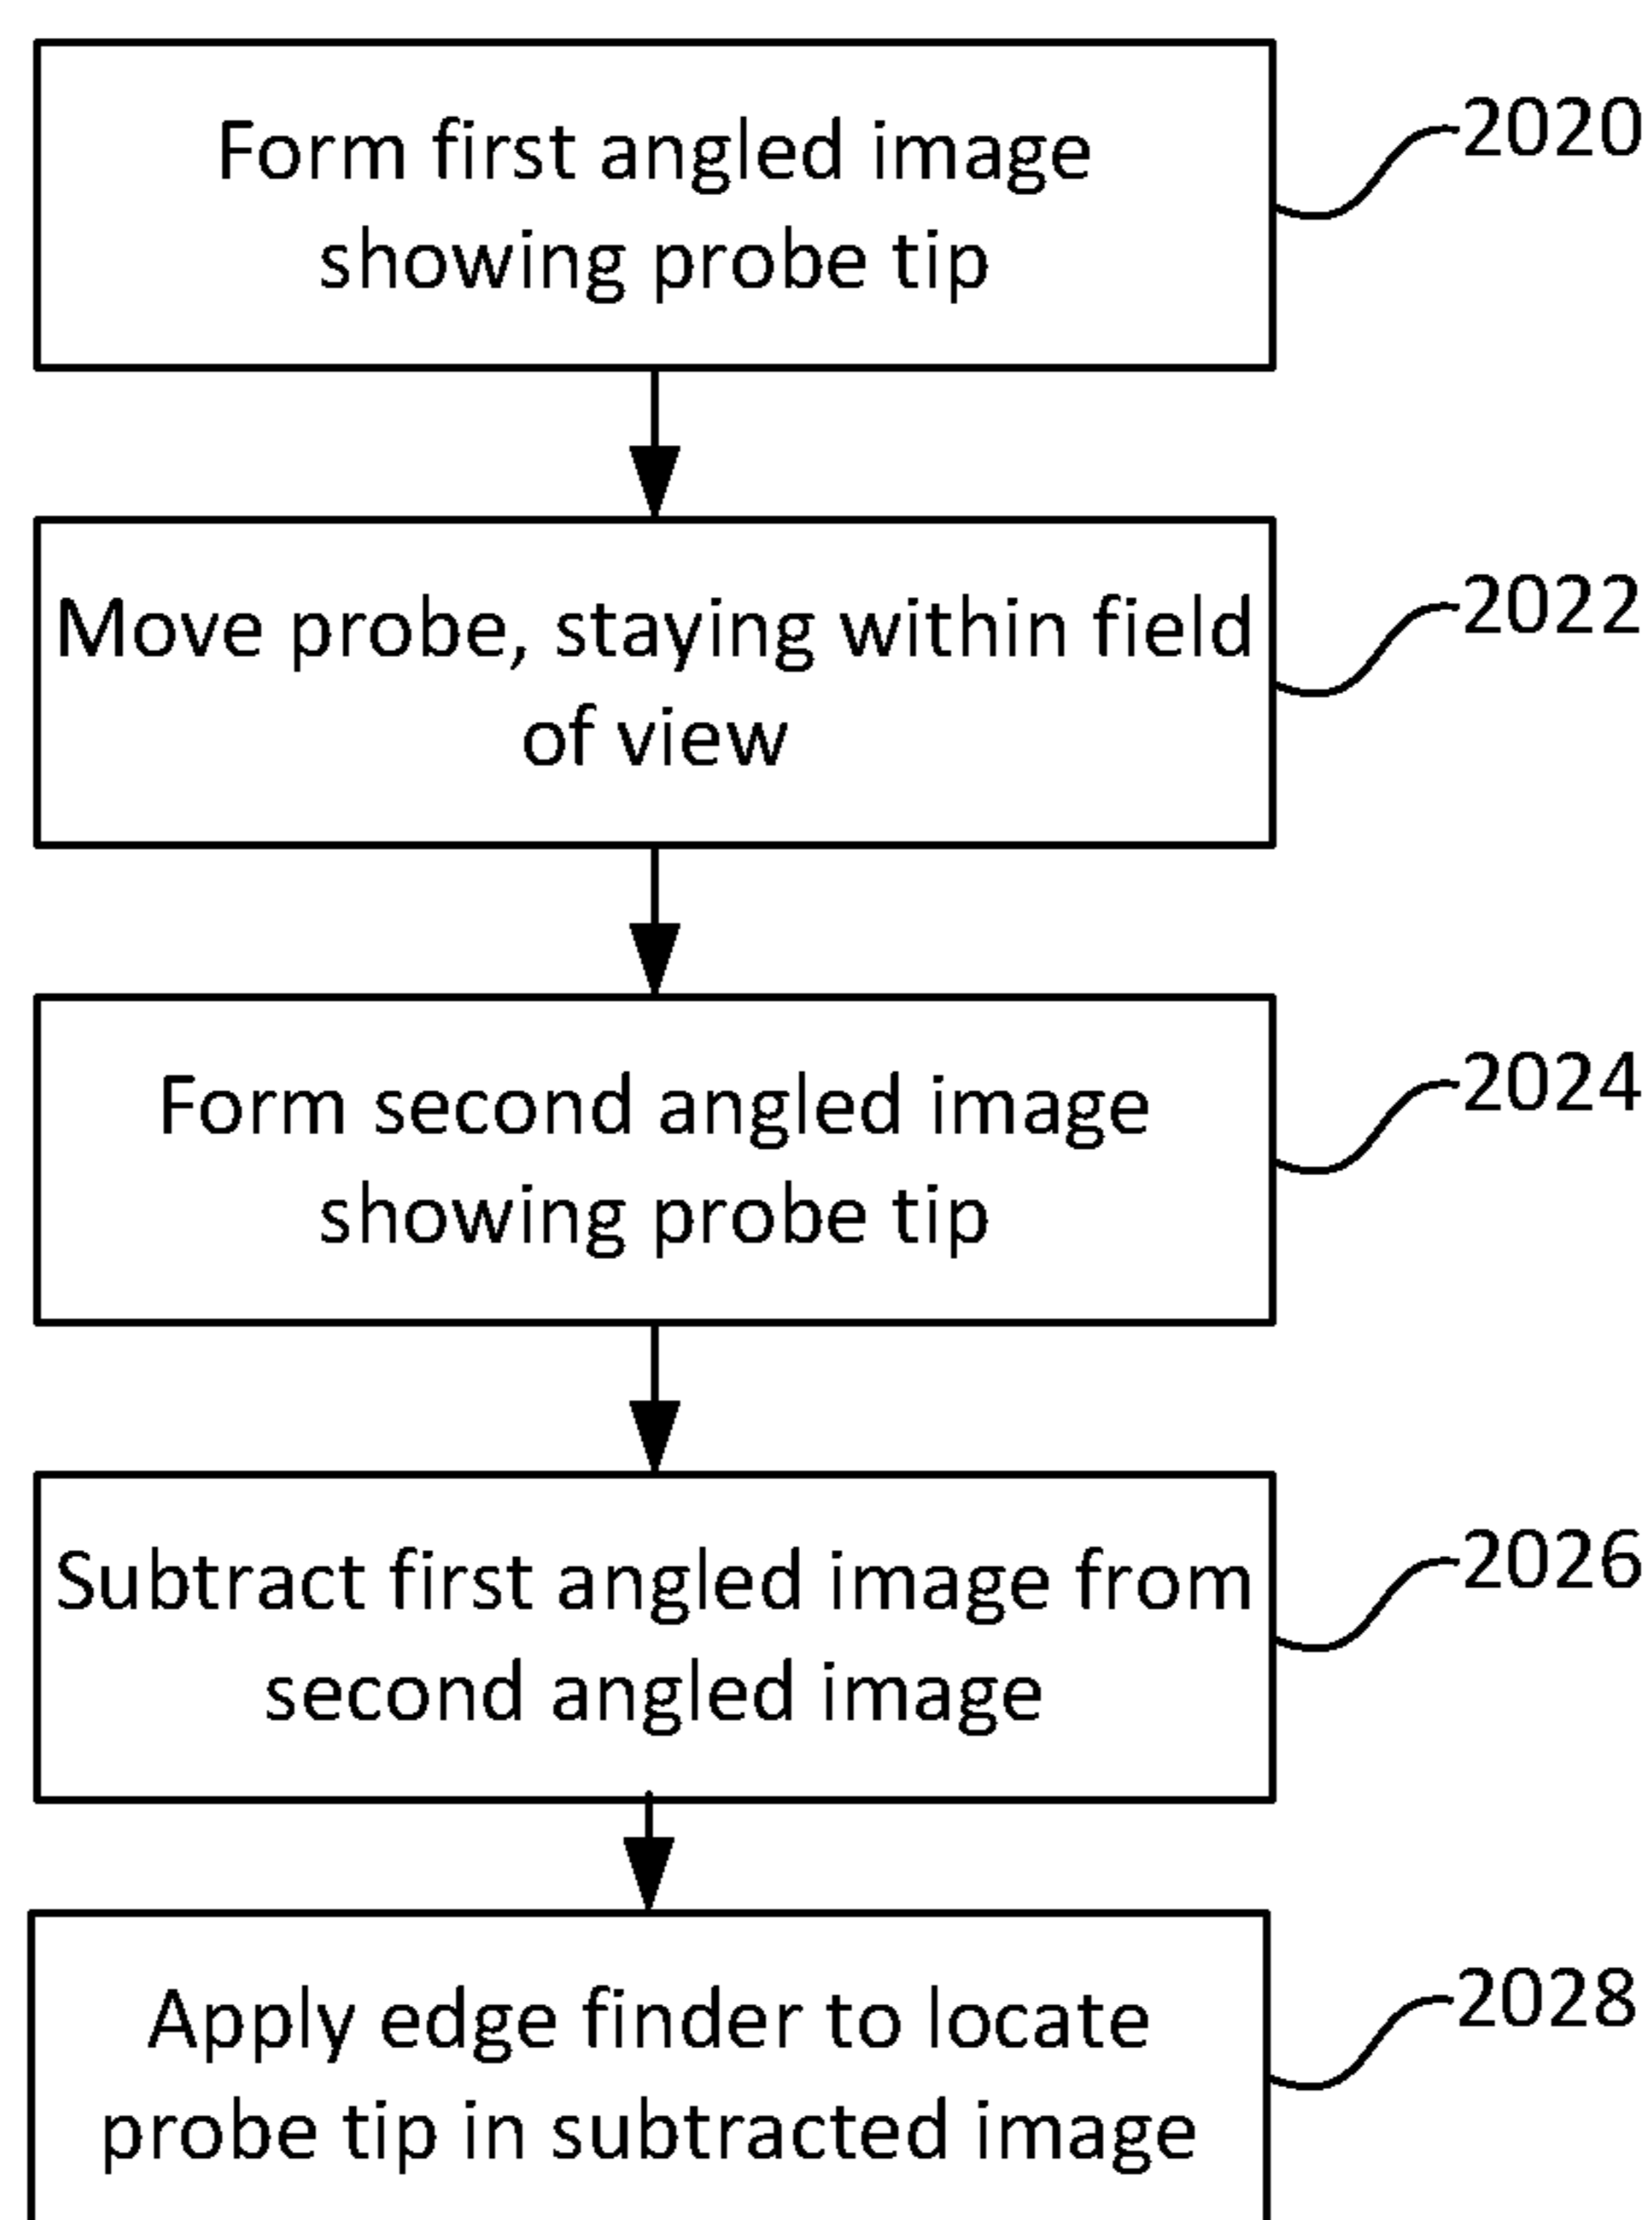 Form first angled image
showing probe tip
2020
Move probe, staying within field
of view
2022
Form second angled image
showing probe tip
2024
Subtract first angled image from
second angled image
2026
Apply edge finder to locate
probe tip in subtracted image
2028